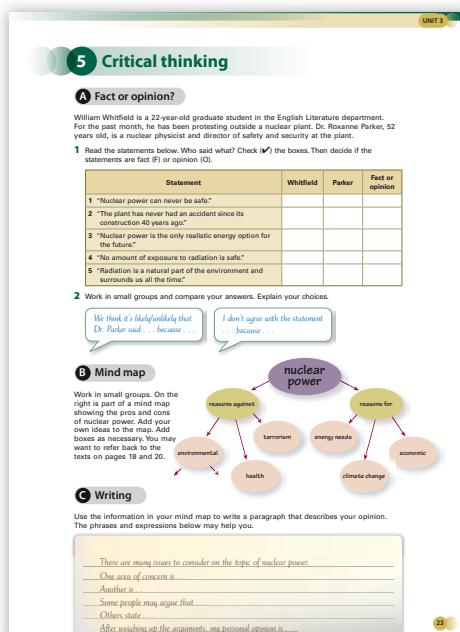 UNIT 3
5 Critical thinking
A Fact or opinion?
William Whitfield is a 22-year-old graduate student in the English Literature department.
For the past month, he has been protesting outside a nuclear plant. Dr. Roxanne Parker, 52
years old, is a nuclear physicist and director of safety and security at the plant.
1 Read the statements below. Who said what? Check (✔) the boxes. Then decide if the
statements are fact (F) or opinion (O).
Statement Whitfield Parker Fact or
opinion
1 "Nuclear power can never be safe."
2 "The plant has never had an accident since its
construction 40 years ago."
3 "Nuclear power is the only realistic energy option for
the future."
4 "No amount of exposure to radiation is safe."
5 "Radiation is a natural part of the environment and
surrounds us all the time."
2 Work in small groups and compare your answers. Explain your choices.
We think it's likely/unlikely that
Dr. Parker said . . . because . . .
I don't agree with the statement
. . . because . . .
B Mind map
Work in small groups. On the
right is part of a mind map
showing the pros and cons
of nuclear power. Add your
own ideas to the map. Add
boxes as necessary. You may
want to refer back to the
texts on pages 18 and 20.
nuclear
power
reasons against
reasons for
terrorism
energy needs
environmental
economic
health
climate change
C Writing
Use the information in your mind map to write a paragraph that describes your opinion.
The phrases and expressions below may help you.
There are many issues to consider on the topic of nuclear power.
One area of concern is . . .
Another is . .
Some people may argue that . . .
Others state . . .
After weighing up the arguments, my personal opinion is . . .
23